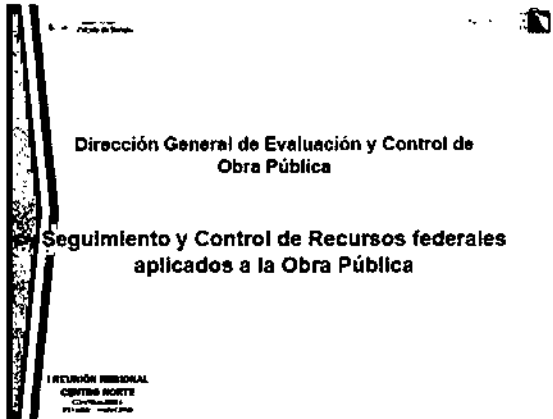 Dirección General de Evaluación y Control de
Obra Pública
Seguimiento y Control de Recursos federales
aplicados a la Obra Pública
I REUNIÓN REGIONAL
CENTRO NORTE